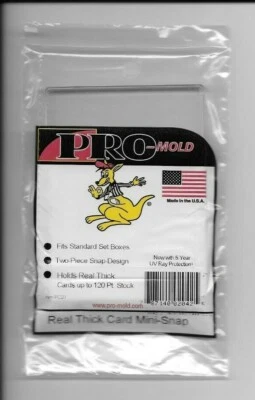 PRO-MOLD
Made in the U.S.A.
Fits Standard Set Boxes
Two-Piece Snap Design
Holds Real Thick
Cards up to 120 Pt. Stock
Now with 5 Year
UV Ray Protection!
www.pro-mold.com
Real Thick Card Mini-Snap